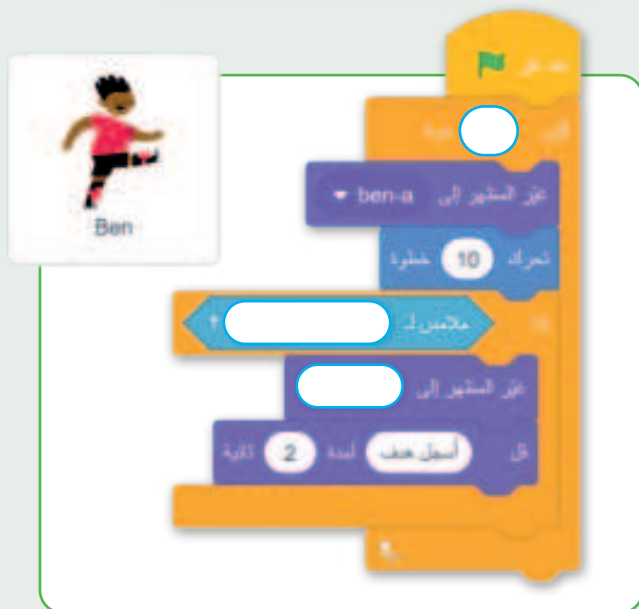 Ben
عند نقر
مرة
غيّر المظهر إلى ben-a
تحرك 10 خطوة
إذا
ملامس لـ ؟
غيّر المظهر إلى
قل أسجل هدف لمدة 2 ثانية